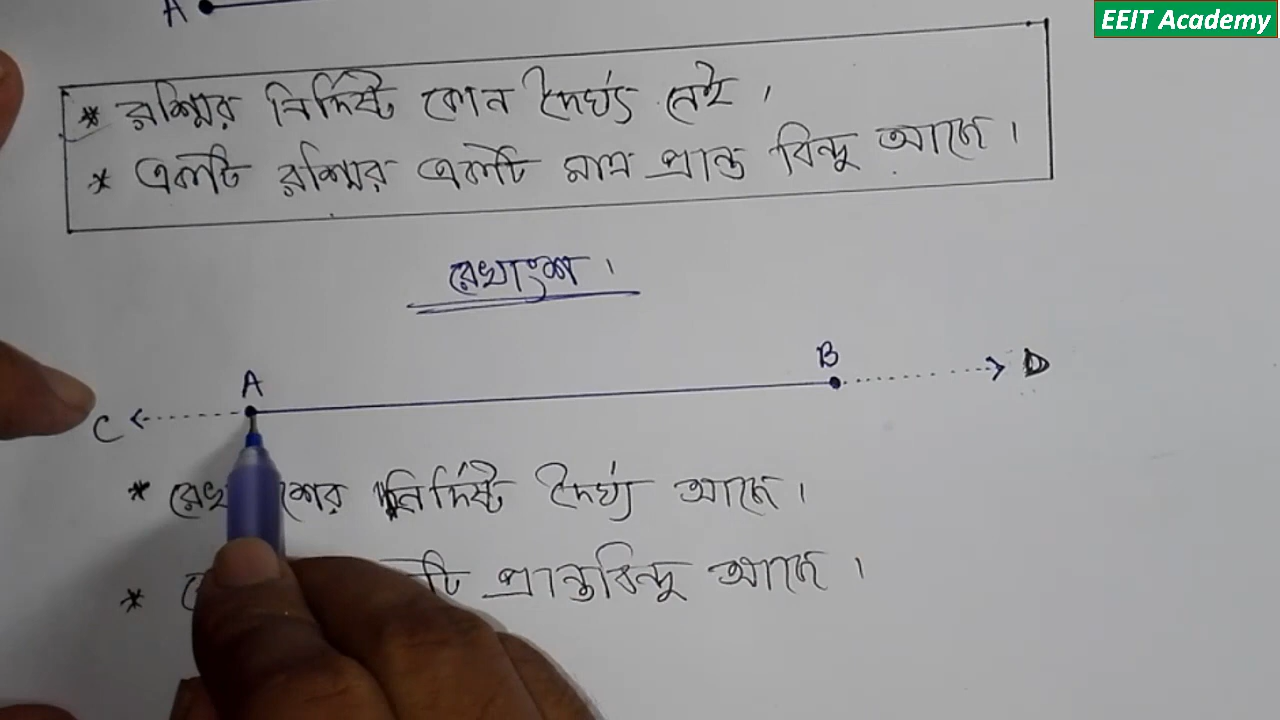 EEIT Academy
A
* রশ্মির নির্দিষ্ট কোন দৈর্ঘ্য নেই ।
* একটি রশ্মির একটি মাত্র প্রান্ত বিন্দু আছে ।
রেখাংশ ।
A B
C D
* নির্দিষ্ট দৈর্ঘ্য আছে ।
* প্রান্তবিন্দু আছে ।